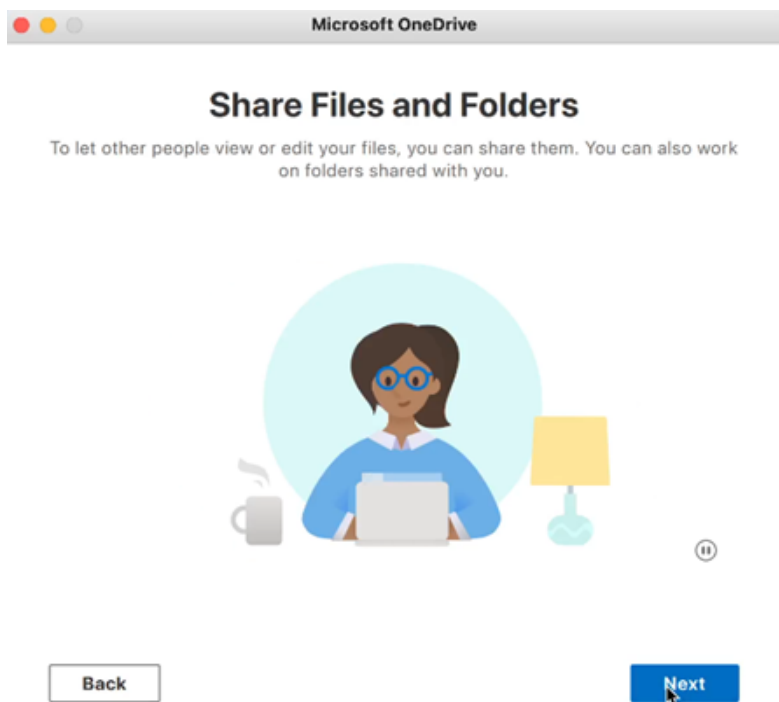 Microsoft OneDrive
Share Files and Folders
To let other people view or edit your files, you can share them. You can also work
on folders shared with you.
Back
Next